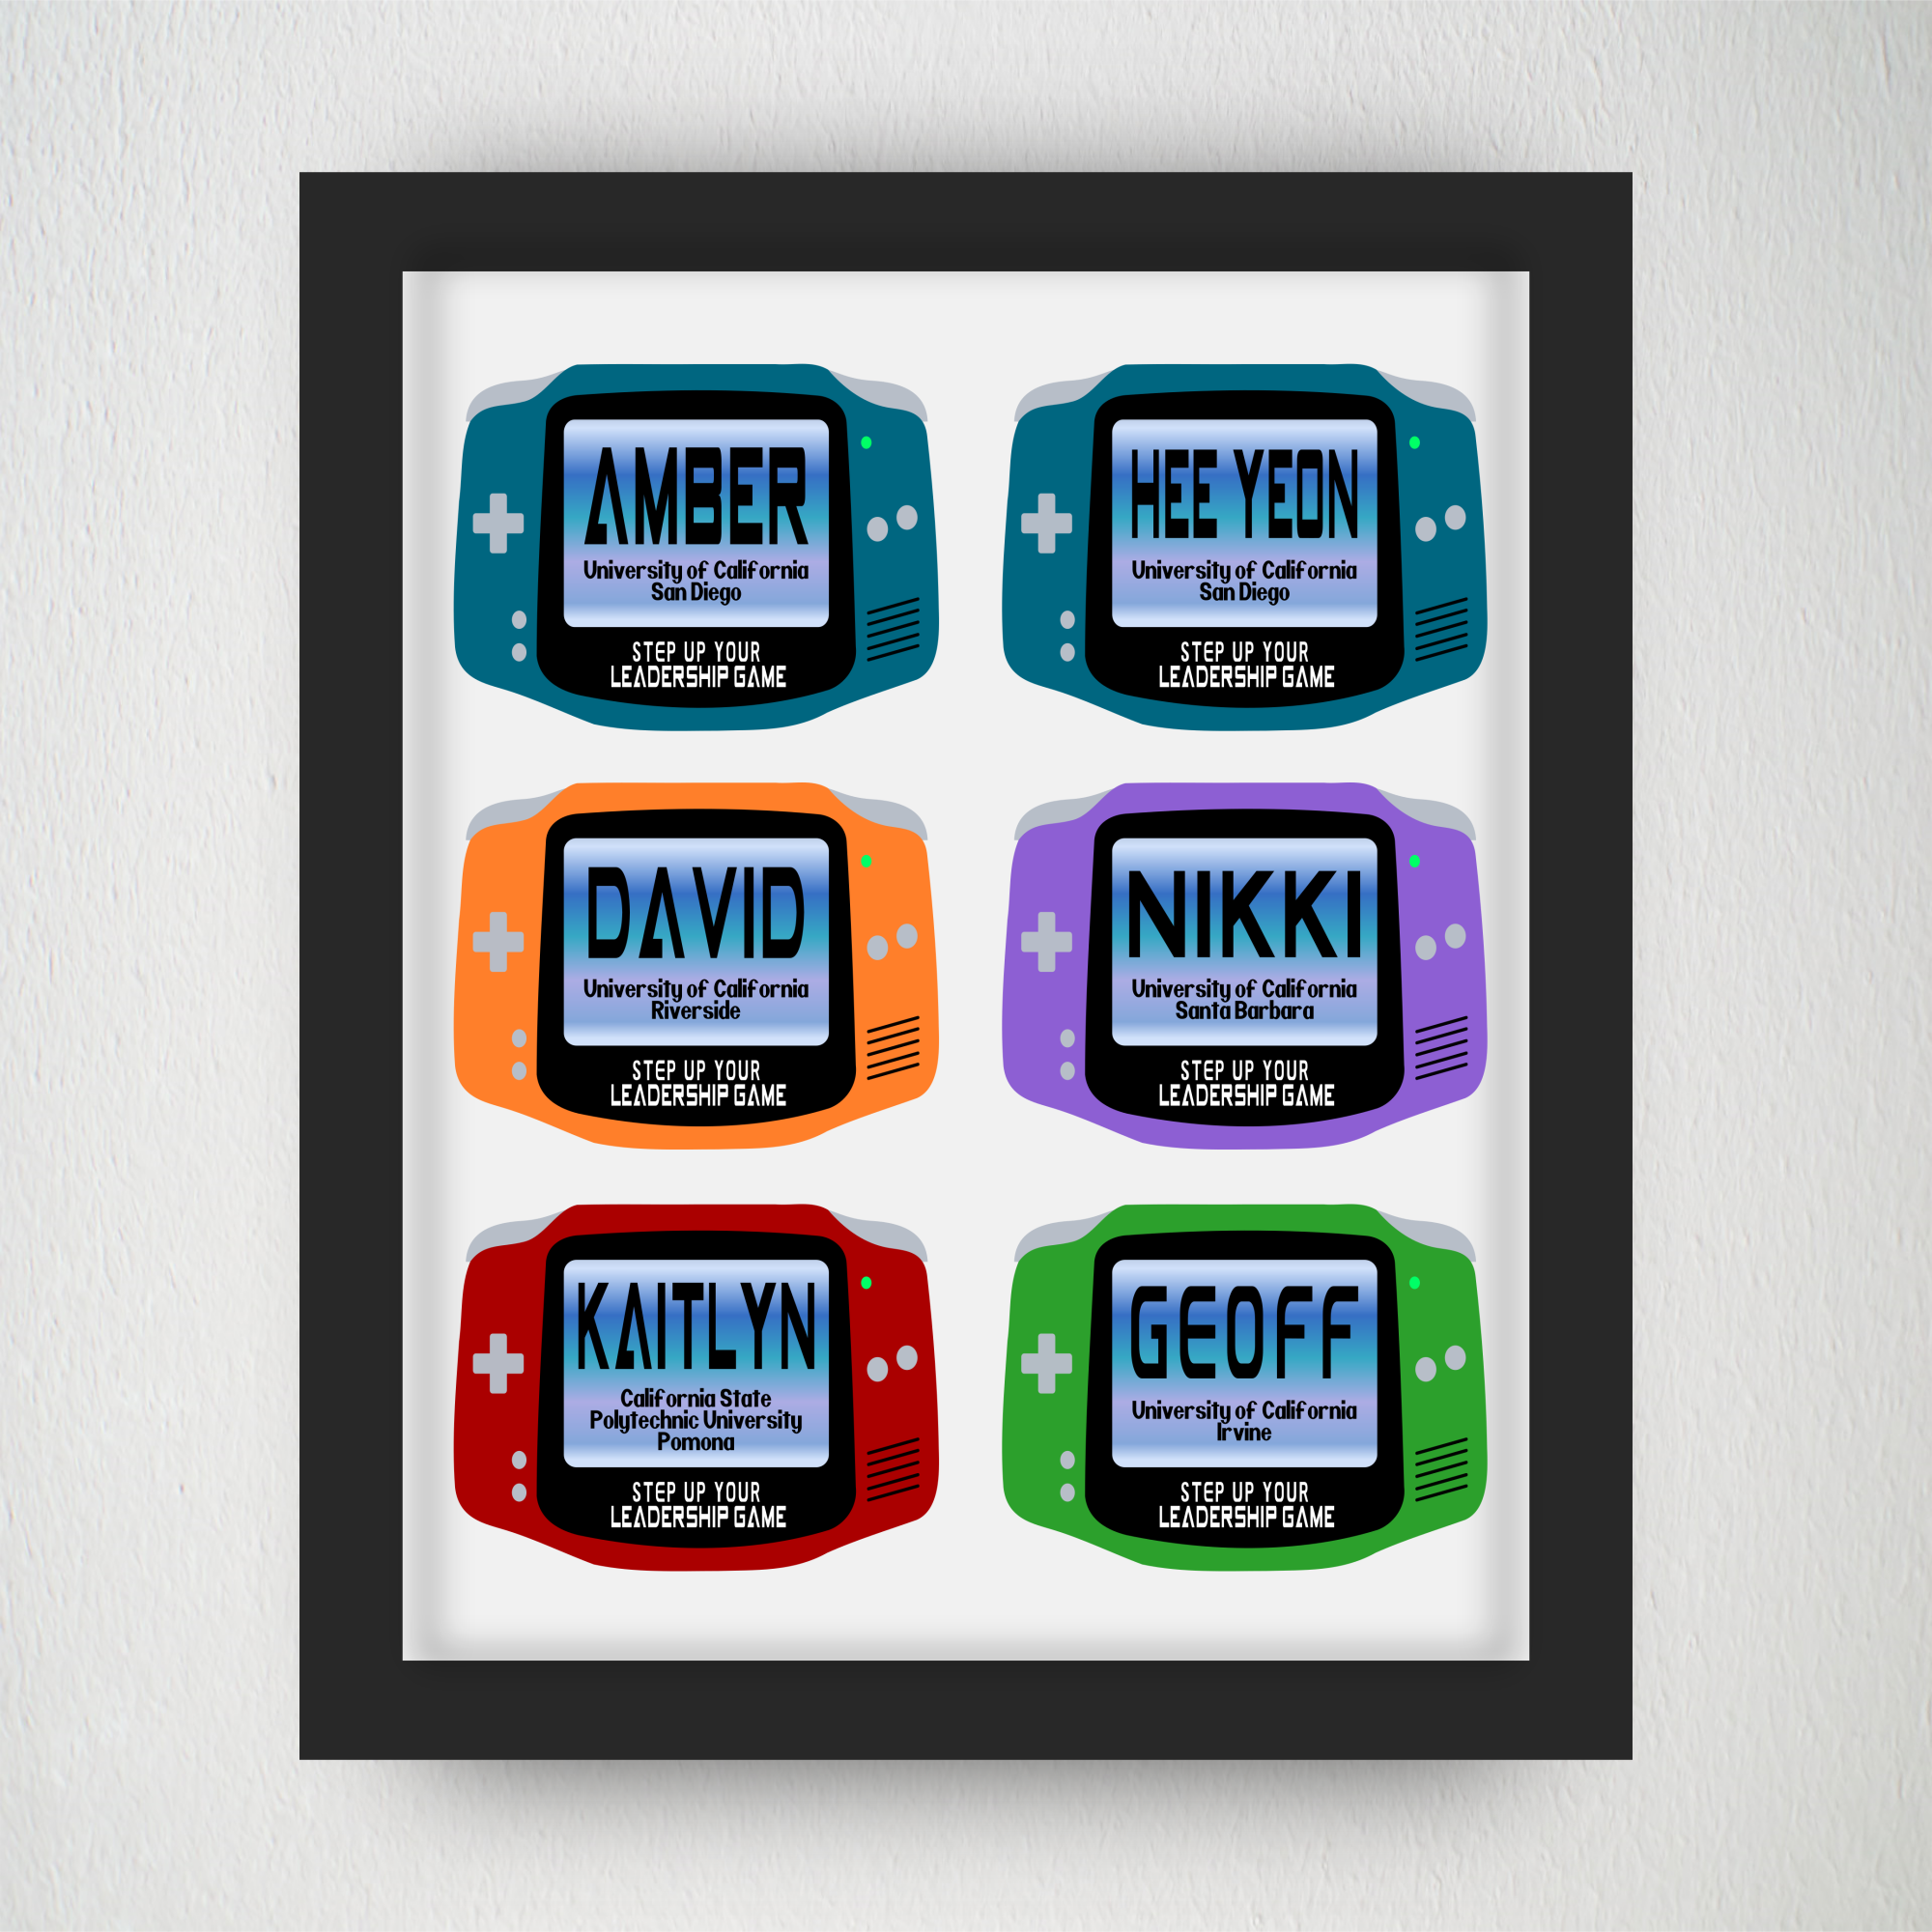 AMBER
University of California
San Diego
STEP UP YOUR
LEADERSHIP GAME
HEE YEON
University of California
San Diego
STEP UP YOUR
LEADERSHIP GAME
DAVID
University of California
Riverside
STEP UP YOUR
LEADERSHIP GAME
NIKKI
University of California
Santa Barbara
STEP UP YOUR
LEADERSHIP GAME
KAITLYN
California State
Polytechnic University
Pomona
STEP UP YOUR
LEADERSHIP GAME
GEOFF
University of California
Irvine
STEP UP YOUR
LEADERSHIP GAME